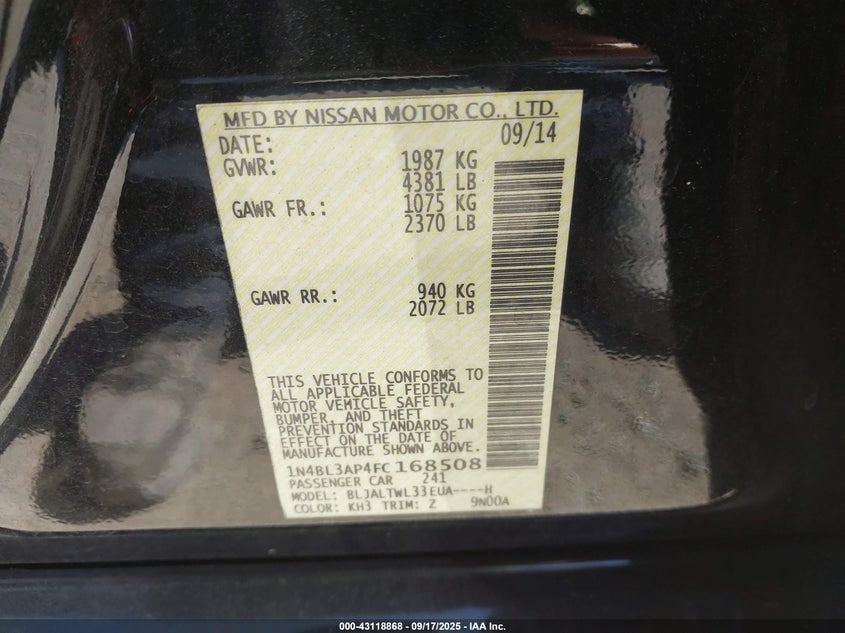 MFD BY NISSAN MOTOR CO., LTD.
DATE: 09/14
GVWR: 1987 KG
4381 LB
GAWR FR.: 1075 KG
2370 LB
GAWR RR.: 940 KG
2072 LB
THIS VEHICLE CONFORMS TO
ALL APPLICABLE FEDERAL
MOTOR VEHICLE SAFETY,
BUMPER, AND THEFT
PREVENTION STANDARDS IN
EFFECT ON THE DATE OF
MANUFACTURE SHOWN ABOVE.
1N4BL3AP4FC168508
PASSENGER CAR 241
MODEL: BLJALTWL33EUA----H
COLOR: KH3 TRIM: Z 9N00A
000-43118868 - 09/17/2025 - IAA Inc.